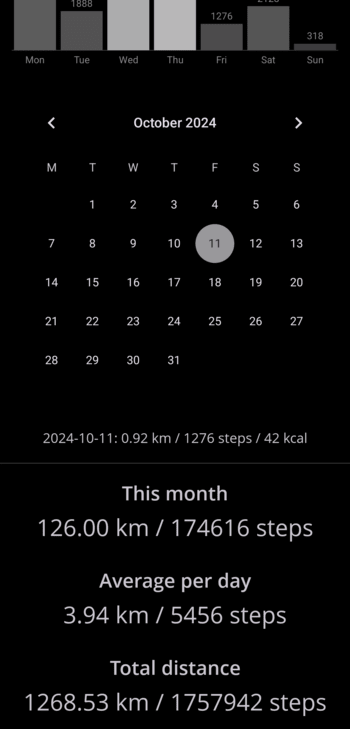 1888
1276
318
Mon Tue Wed Thu Fri Sat Sun
October 2024
M T W T F S S
1 2 3 4 5 6
7 8 9 10 11 12 13
14 15 16 17 18 19 20
21 22 23 24 25 26 27
28 29 30 31
2024-10-11: 0.92 km / 1276 steps / 42 kcal
This month
126.00 km / 174616 steps
Average per day
3.94 km / 5456 steps
Total distance
1268.53 km / 1757942 steps